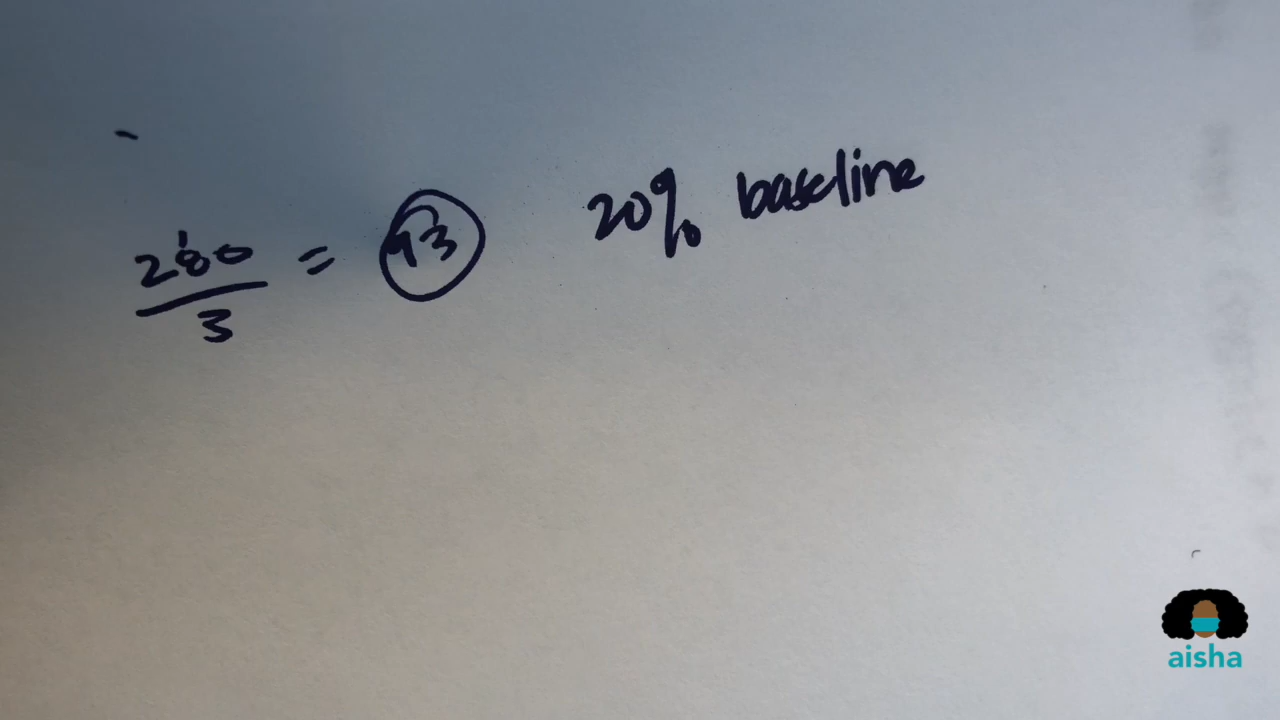 280
3
= 93
20% baseline
aisha